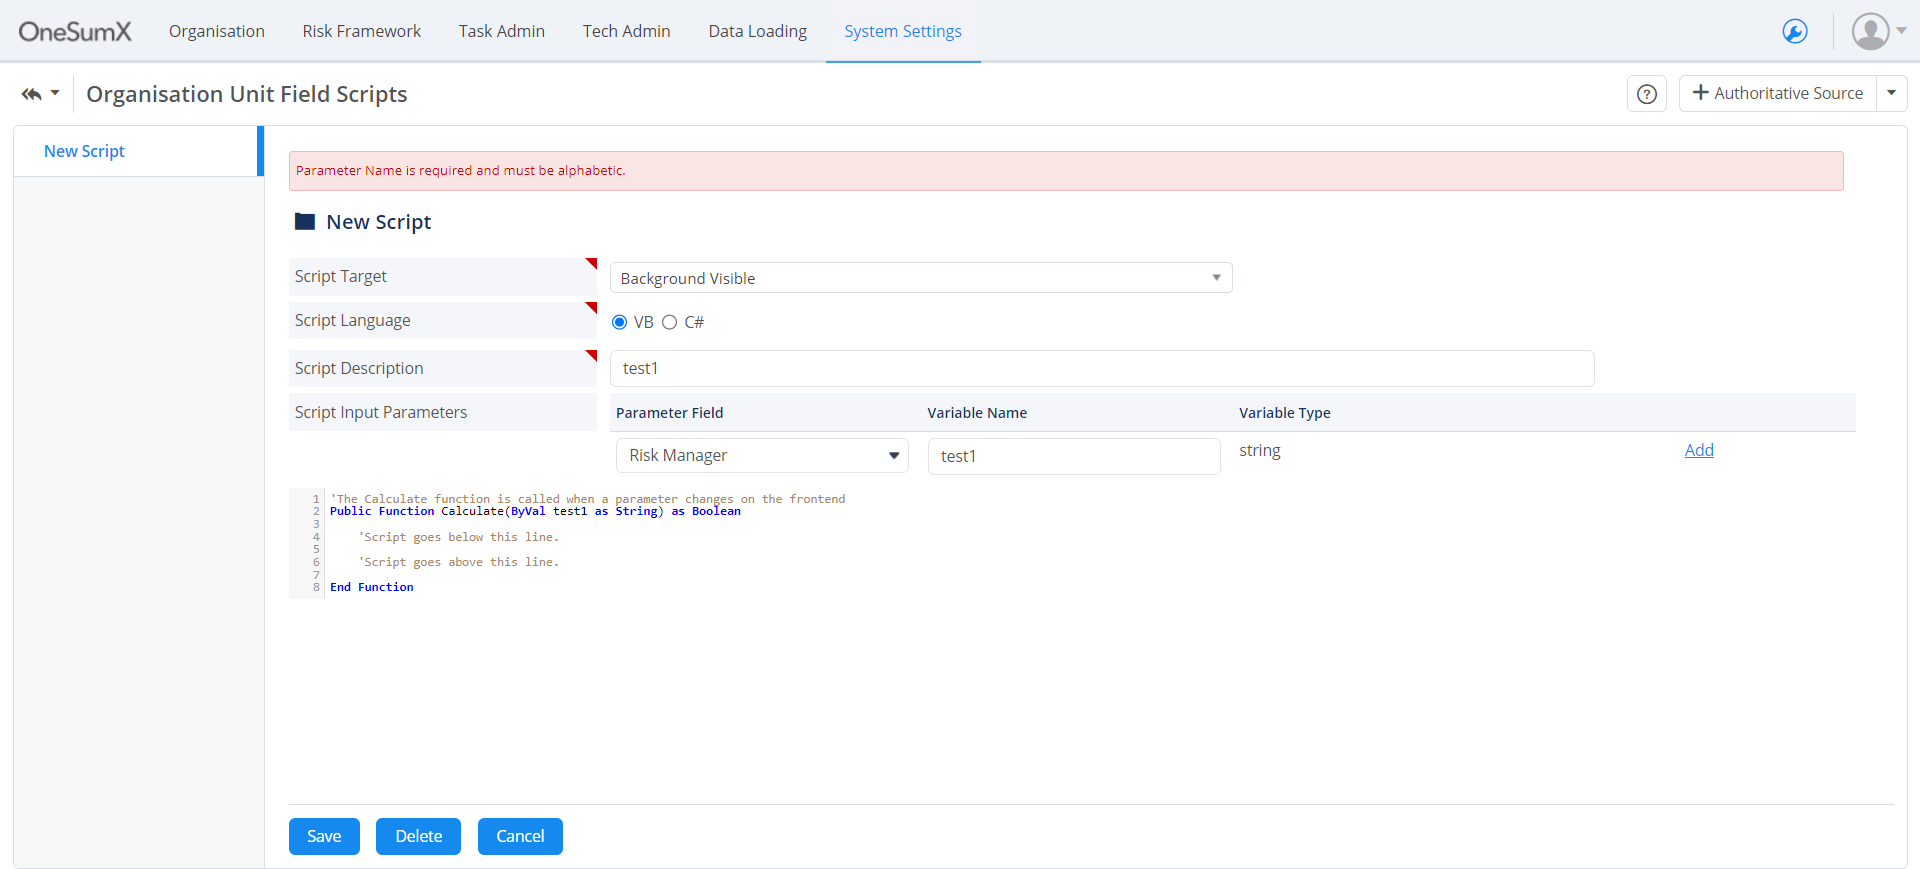 OneSumX Organisation Risk Framework Task Admin Tech Admin Data Loading System Settings
Organisation Unit Field Scripts ? + Authoritative Source
New Script
Parameter Name is required and must be alphabetic.
New Script
Script Target Background Visible
Script Language VB C#
Script Description test1
Script Input Parameters Parameter Field Variable Name Variable Type
Risk Manager test1 string Add
1 'The Calculate function is called when a parameter changes on the frontend
2 Public Function Calculate(ByVal test1 as String) as Boolean
3
4 'Script goes below this line.
5
6 'Script goes above this line.
7
8 End Function
Save Delete Cancel